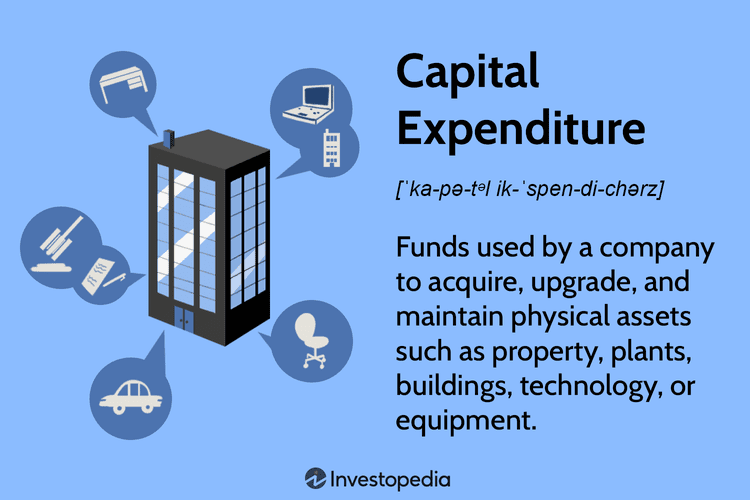 Capital
Expenditure
[ˈka-pə-tᵊl ik-ˈspen-di-chərz]
Funds used by a company
to acquire, upgrade, and
maintain physical assets
such as property, plants,
buildings, technology, or
equipment.
Investopedia